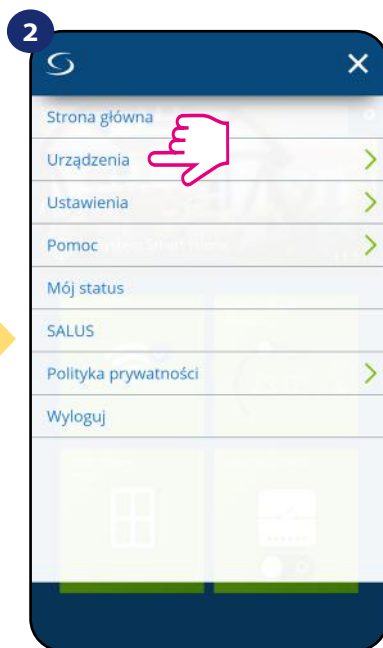 2
Strona główna
Urządzenia
Ustawienia
Pomoc
Mój status
SALUS
Polityka prywatności
Wyloguj